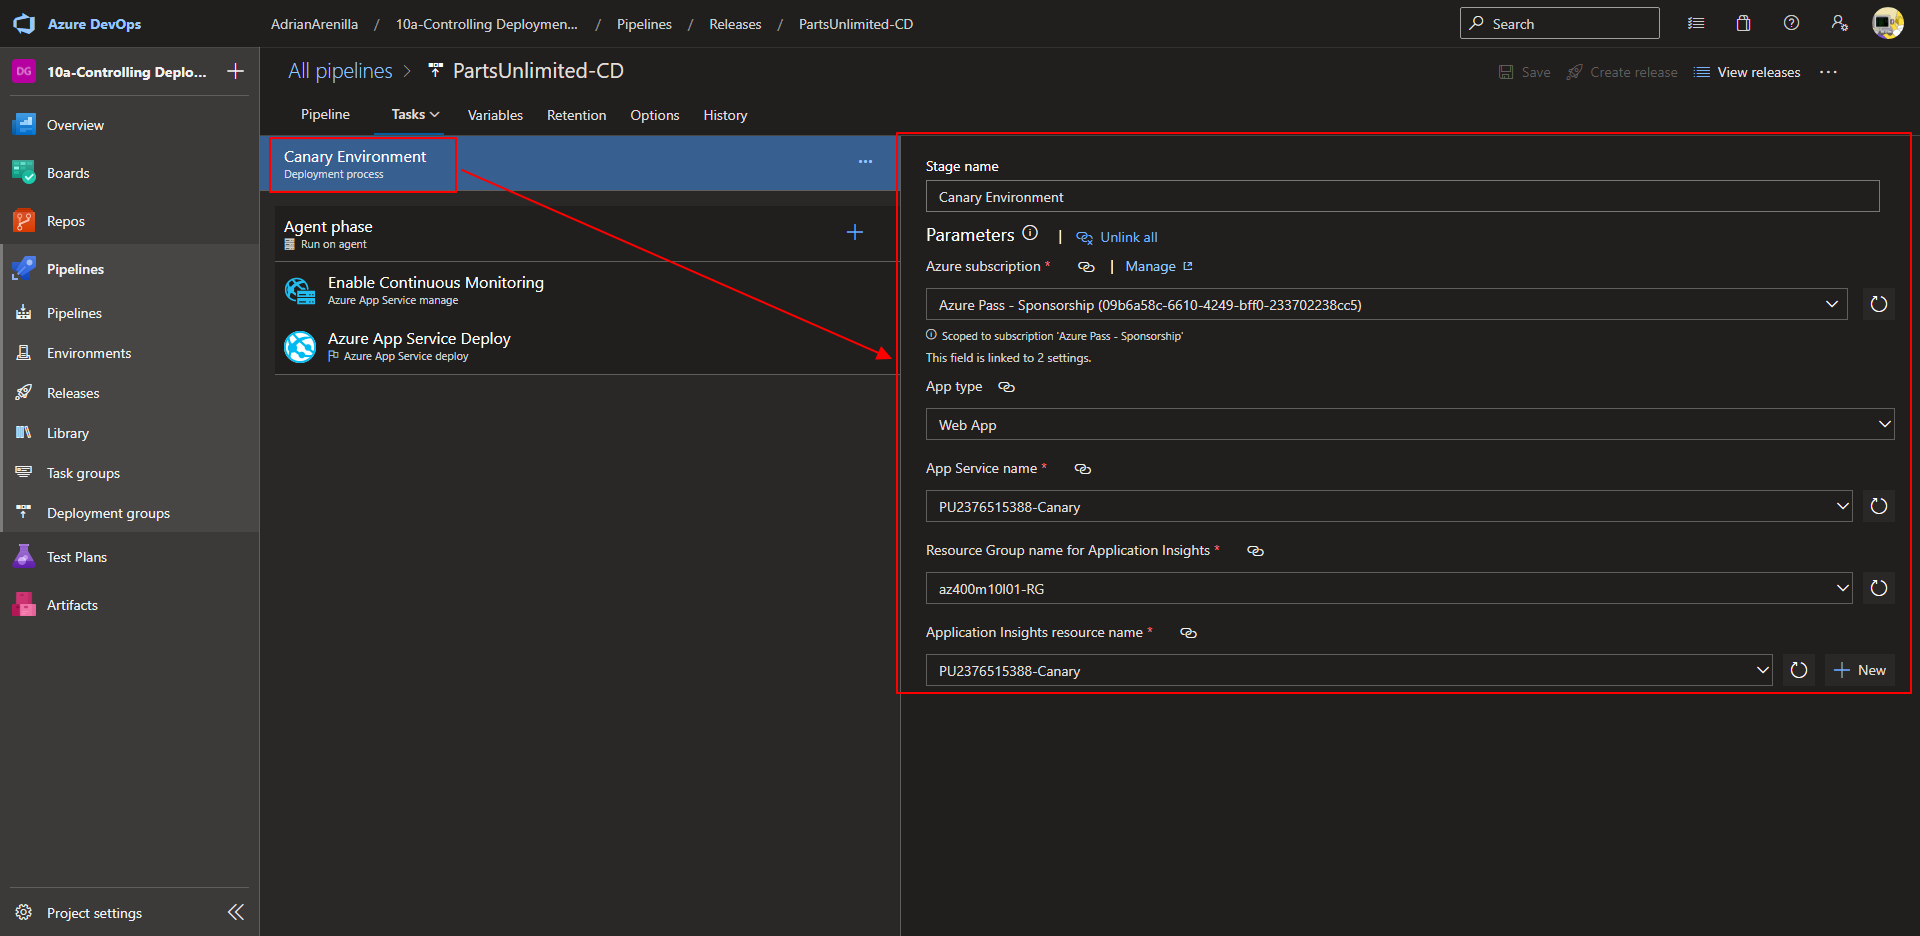 Azure DevOps
AdrianArenilla / 10a-Controlling Deploymen... / Pipelines / Releases / PartsUnlimited-CD
Search
DG
10a-Controlling Deplo...
Overview
Boards
Repos
Pipelines
Pipelines
Environments
Releases
Library
Task groups
Deployment groups
Test Plans
Artifacts
Project settings
All pipelines > PartsUnlimited-CD
Save
Create release
View releases
...
Pipeline
Tasks
Variables
Retention
Options
History
Canary Environment
Deployment process
...
Agent phase
Run on agent
Enable Continuous Monitoring
Azure App Service manage
Azure App Service Deploy
Azure App Service deploy
Stage name
Canary Environment
Parameters | Unlink all
Azure subscription * | Manage
Azure Pass - Sponsorship (09b6a58c-6610-4249-bff0-233702238cc5)
Scoped to subscription 'Azure Pass - Sponsorship'
This field is linked to 2 settings.
App type
Web App
App Service name *
PU2376515388-Canary
Resource Group name for Application Insights *
az400m10l01-RG
Application Insights resource name *
PU2376515388-Canary
New